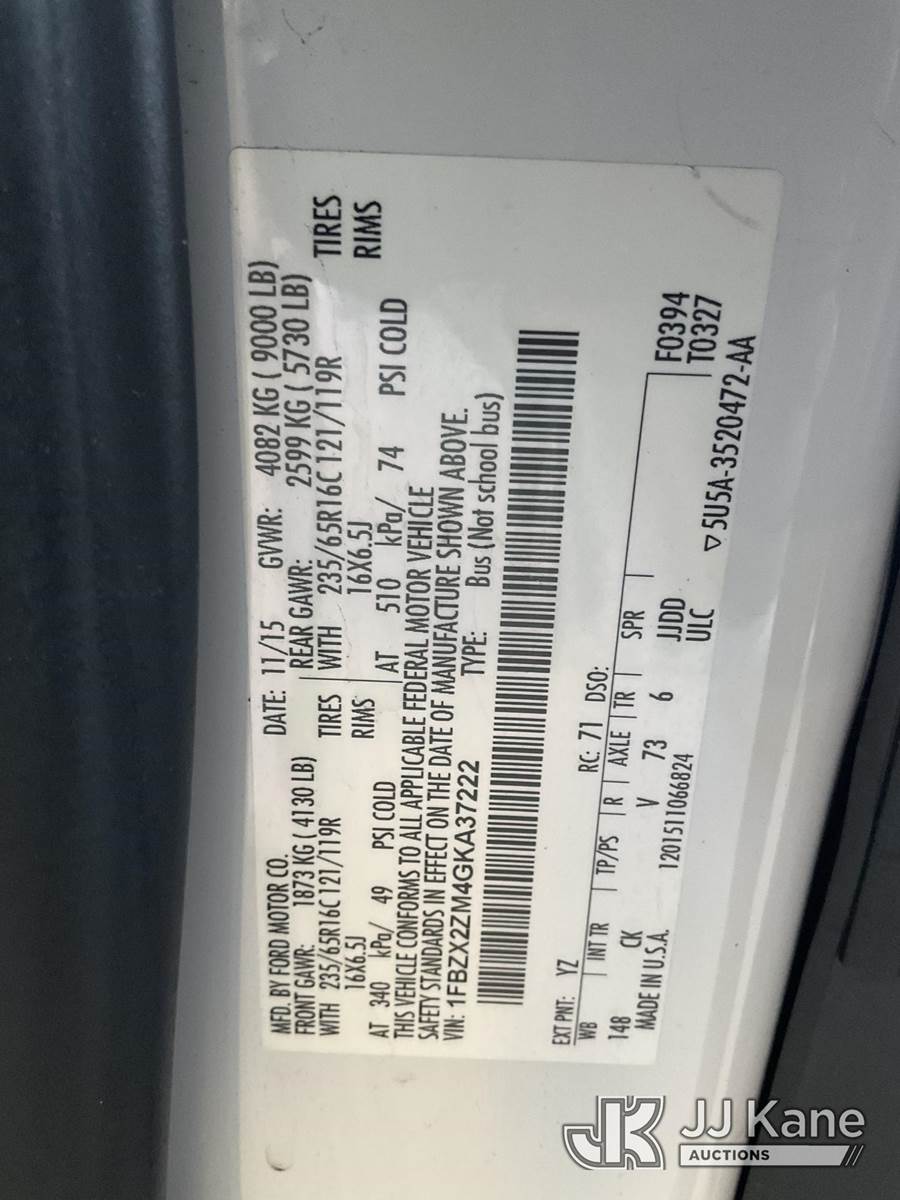 MFD. BY FORD MOTOR CO.
DATE: 11/15 GVWR: 4082 KG ( 9000 LB)
FRONT GAWR: 1873 KG ( 4130 LB)
REAR GAWR: 2599 KG ( 5730 LB)
WITH 235/65R16C 121/119R TIRES
WITH 235/65R16C 121/119R TIRES
16X6.5J RIMS
16X6.5J RIMS
AT 340 kPa/ 49 PSI COLD
AT 510 kPa/ 74 PSI COLD
THIS VEHICLE CONFORMS TO ALL APPLICABLE FEDERAL MOTOR VEHICLE
SAFETY STANDARDS IN EFFECT ON THE DATE OF MANUFACTURE SHOWN ABOVE.
VIN: 1FBZX2ZM4GKA37222
TYPE: Bus (Not school bus)
EXT PNT: YZ RC: 71 DSO:
WB INT TR TP/PS R AXLE TR SPR F0394
148 CK V 73 6 JJDD T0327
MADE IN U.S.A. 1201511066824 ULC
▽5U5A-3520472-AA
JK JJ Kane
AUCTIONS